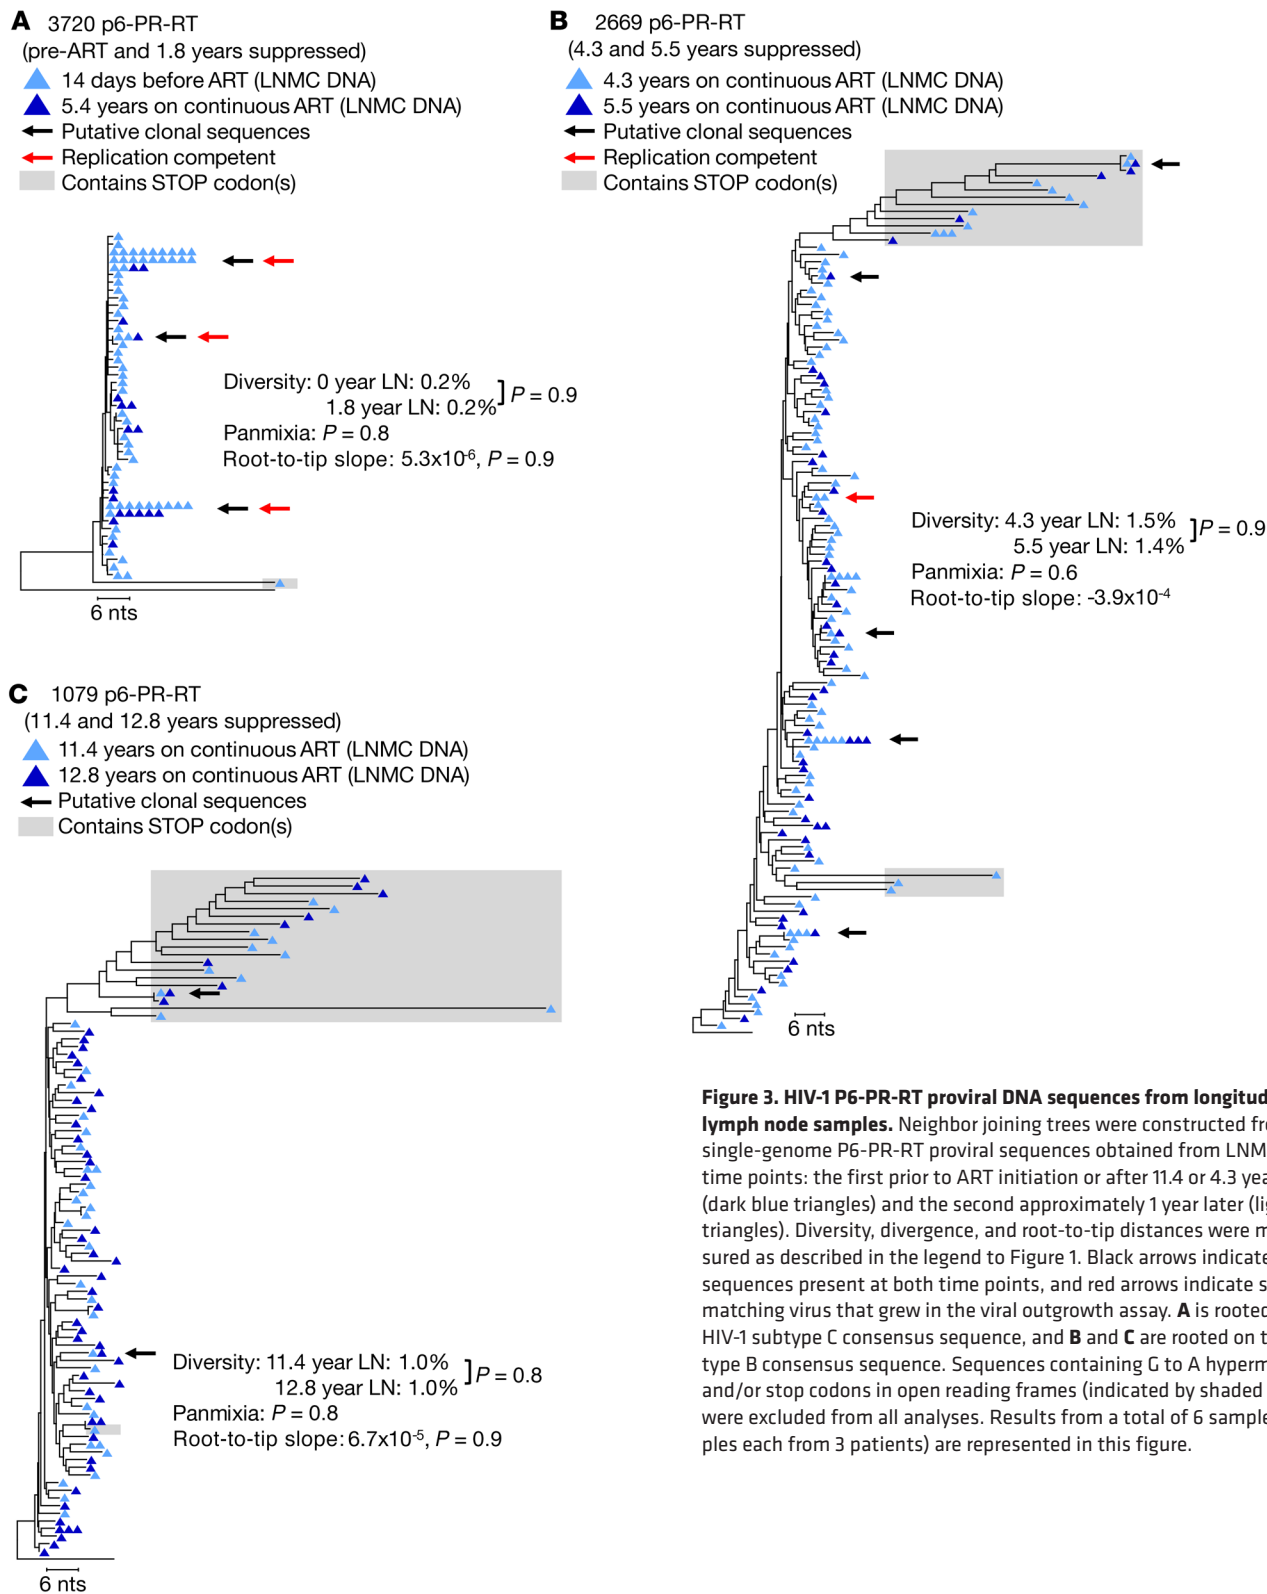 A 3720 p6-PR-RT
(pre-ART and 1.8 years suppressed)
14 days before ART (LNMC DNA)
5.4 years on continuous ART (LNMC DNA)
Putative clonal sequences
Replication competent
Contains STOP codon(s)
Diversity: 0 year LN: 0.2%
1.8 year LN: 0.2%
P = 0.9
Panmixia: P = 0.8
Root-to-tip slope: 5.3x10⁻⁶, P = 0.9
6 nts
B 2669 p6-PR-RT
(4.3 and 5.5 years suppressed)
4.3 years on continuous ART (LNMC DNA)
5.5 years on continuous ART (LNMC DNA)
Putative clonal sequences
Replication competent
Contains STOP codon(s)
Diversity: 4.3 year LN: 1.5%
5.5 year LN: 1.4%
P = 0.9
Panmixia: P = 0.6
Root-to-tip slope: -3.9x10⁻⁴
6 nts
C 1079 p6-PR-RT
(11.4 and 12.8 years suppressed)
11.4 years on continuous ART (LNMC DNA)
12.8 years on continuous ART (LNMC DNA)
Putative clonal sequences
Contains STOP codon(s)
Diversity: 11.4 year LN: 1.0%
12.8 year LN: 1.0%
P = 0.8
Panmixia: P = 0.8
Root-to-tip slope: 6.7x10⁻⁵, P = 0.9
6 nts
Figure 3. HIV-1 P6-PR-RT proviral DNA sequences from longitud
lymph node samples. Neighbor joining trees were constructed fr
single-genome P6-PR-RT proviral sequences obtained from LNM
time points: the first prior to ART initiation or after 11.4 or 4.3 yea
(dark blue triangles) and the second approximately 1 year later (lig
triangles). Diversity, divergence, and root-to-tip distances were m
sured as described in the legend to Figure 1. Black arrows indicate
sequences present at both time points, and red arrows indicate s
matching virus that grew in the viral outgrowth assay. A is rooted
HIV-1 subtype C consensus sequence, and B and C are rooted on t
type B consensus sequence. Sequences containing G to A hyperm
and/or stop codons in open reading frames (indicated by shaded
were excluded from all analyses. Results from a total of 6 sample
ples each from 3 patients) are represented in this figure.